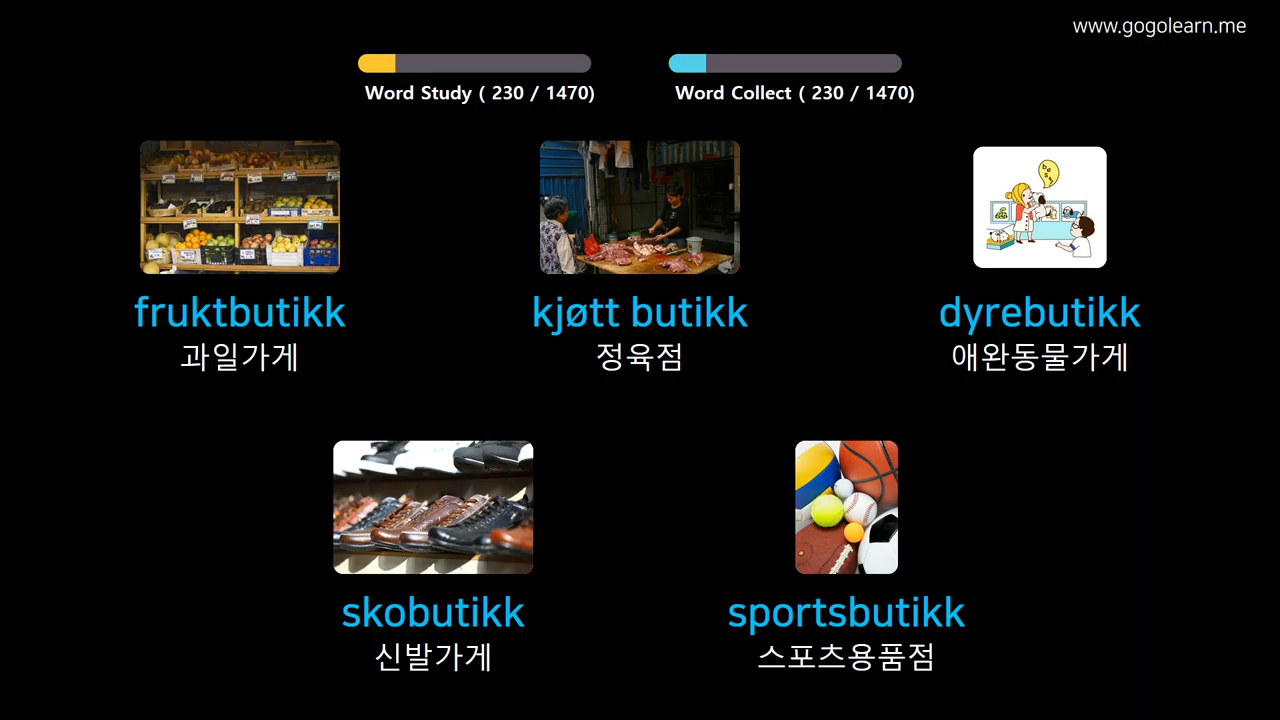 www.gogolearn.me
Word Study ( 230 / 1470)
Word Collect ( 230 / 1470)
fruktbutikk
과일가게
kjøtt butikk
정육점
dyrebutikk
애완동물가게
skobutikk
신발가게
sportsbutikk
스포츠용품점